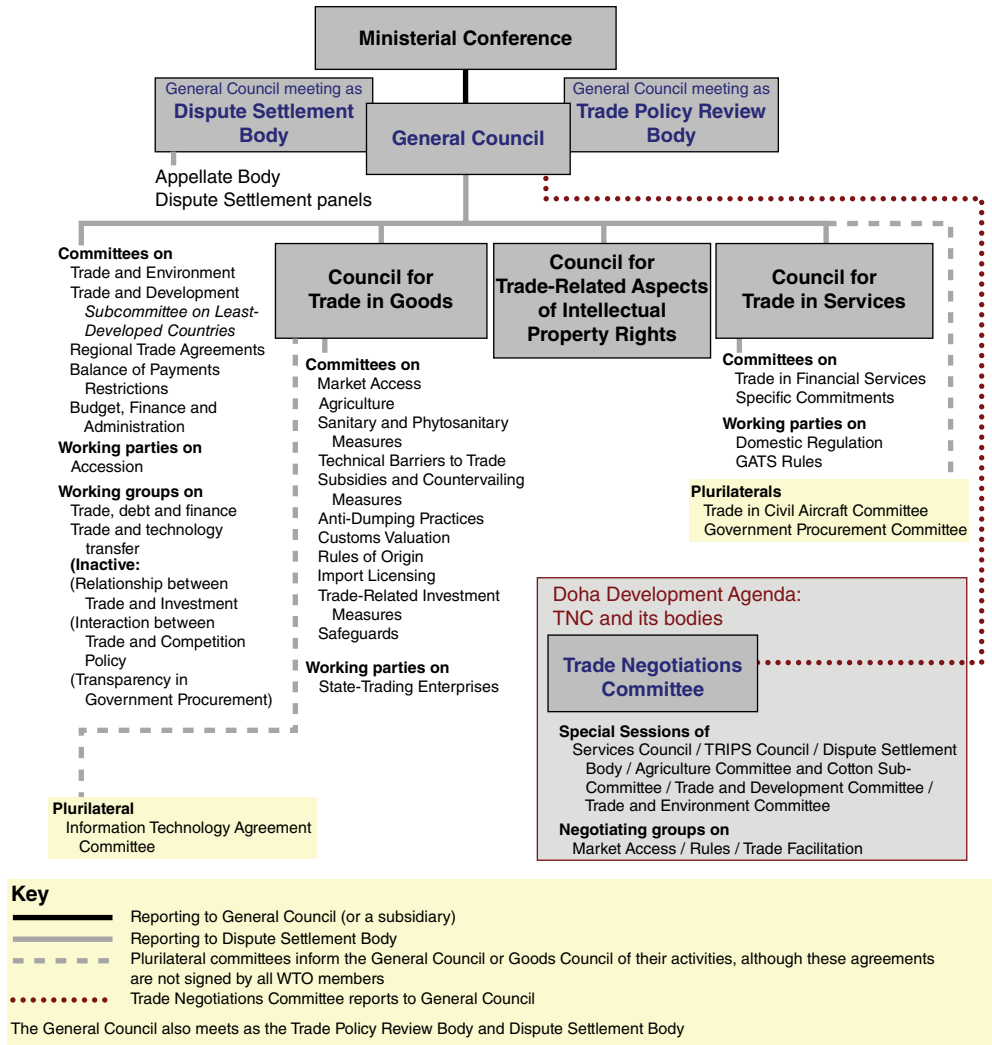 Ministerial Conference
General Council meeting as
Dispute Settlement
Body
General Council
General Council meeting as
Trade Policy Review
Body
Appellate Body
Dispute Settlement panels
Committees on
Trade and Environment
Trade and Development
Subcommittee on Least-
Developed Countries
Regional Trade Agreements
Balance of Payments
Restrictions
Budget, Finance and
Administration
Working parties on
Accession
Working groups on
Trade, debt and finance
Trade and technology
transfer
(Inactive:
(Relationship between
Trade and Investment
(Interaction between
Trade and Competition
Policy
(Transparency in
Government Procurement)
Council for
Trade in Goods
Committees on
Market Access
Agriculture
Sanitary and Phytosanitary
Measures
Technical Barriers to Trade
Subsidies and Countervailing
Measures
Anti-Dumping Practices
Customs Valuation
Rules of Origin
Import Licensing
Trade-Related Investment
Measures
Safeguards
Working parties on
State-Trading Enterprises
Council for
Trade-Related Aspects
of Intellectual
Property Rights
Council for
Trade in Services
Committees on
Trade in Financial Services
Specific Commitments
Working parties on
Domestic Regulation
GATS Rules
Plurilaterals
Trade in Civil Aircraft Committee
Government Procurement Committee
Doha Development Agenda:
TNC and its bodies
Trade Negotiations
Committee
Special Sessions of
Services Council / TRIPS Council / Dispute Settlement
Body / Agriculture Committee and Cotton Sub-
Committee / Trade and Development Committee /
Trade and Environment Committee
Negotiating groups on
Market Access / Rules / Trade Facilitation
Plurilateral
Information Technology Agreement
Committee
Key
Reporting to General Council (or a subsidiary)
Reporting to Dispute Settlement Body
Plurilateral committees inform the General Council or Goods Council of their activities, although these agreements
are not signed by all WTO members
Trade Negotiations Committee reports to General Council
The General Council also meets as the Trade Policy Review Body and Dispute Settlement Body